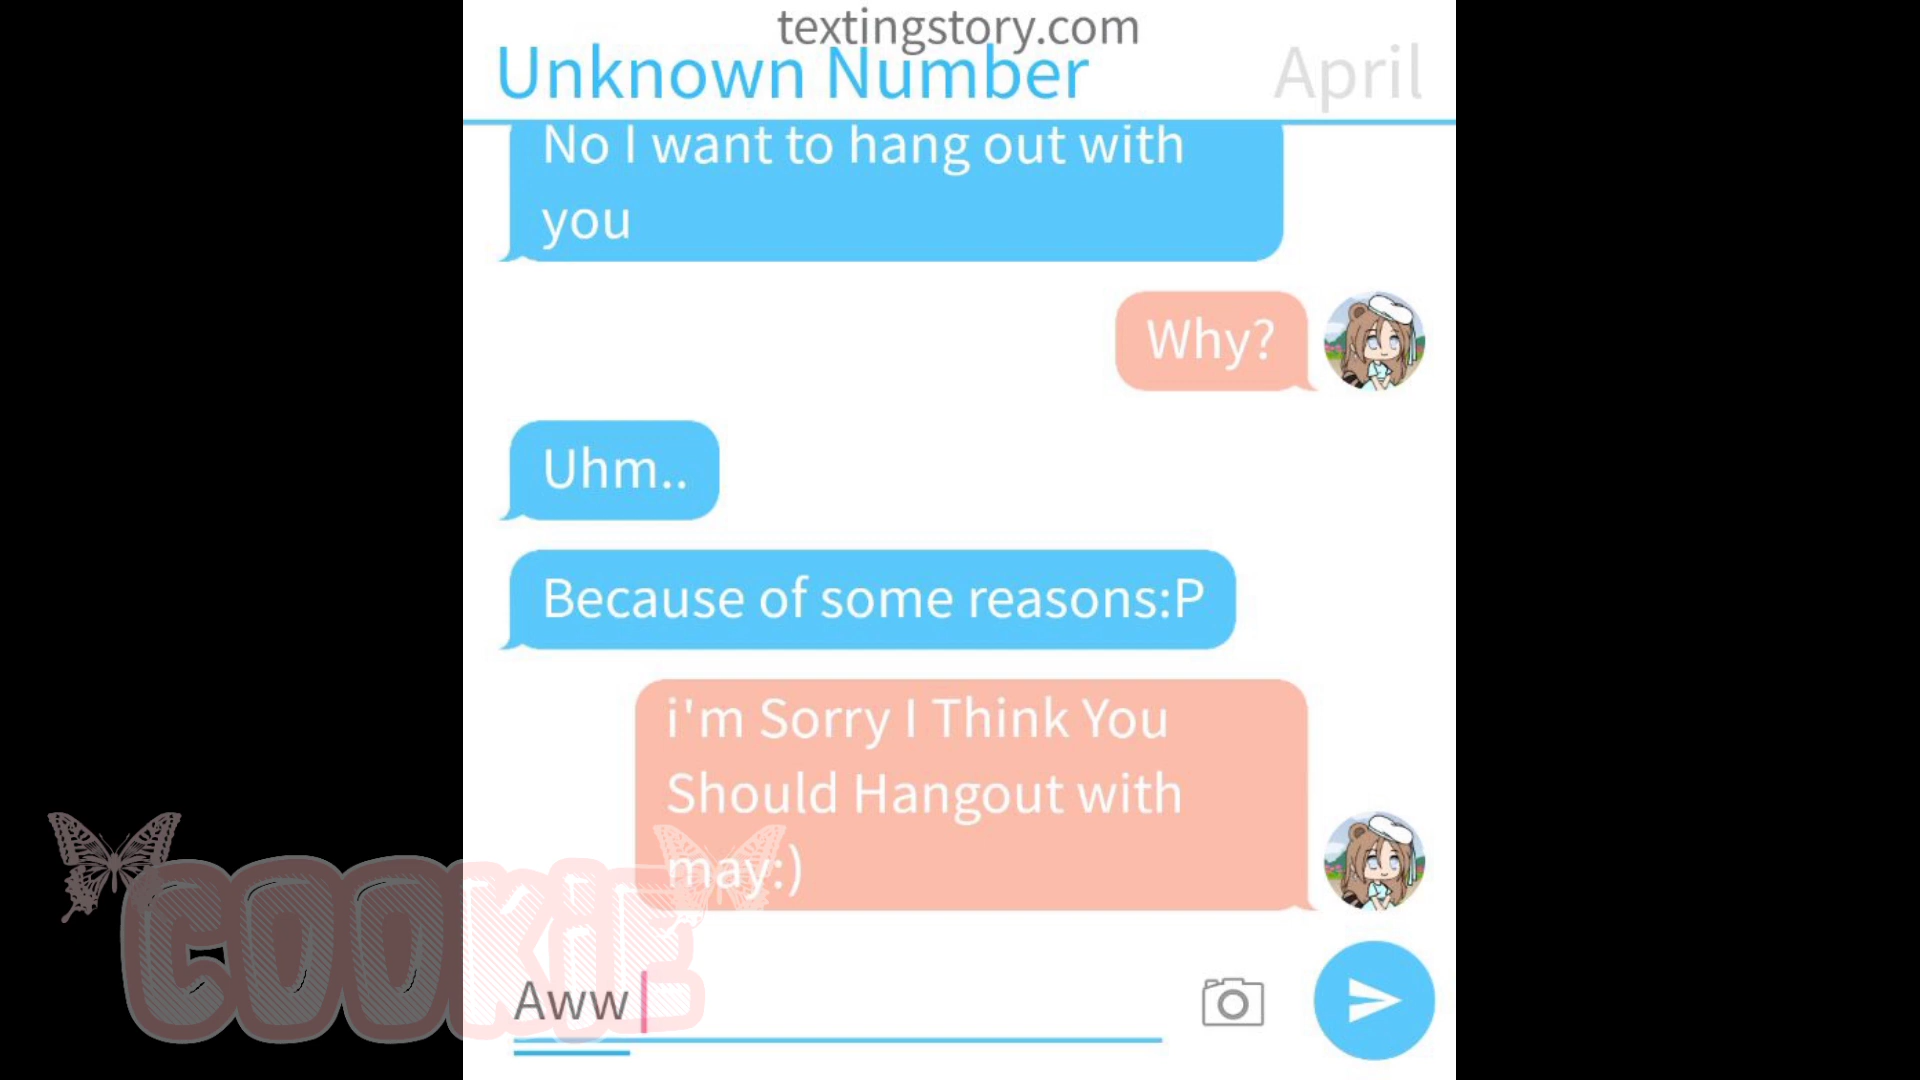 textingstory.com
Unknown Number April
No I want to hang out with
you
Why?
Uhm..
Because of some reasons:P
i'm Sorry I Think You
Should Hangout with
may:)
COOKiE
Aww